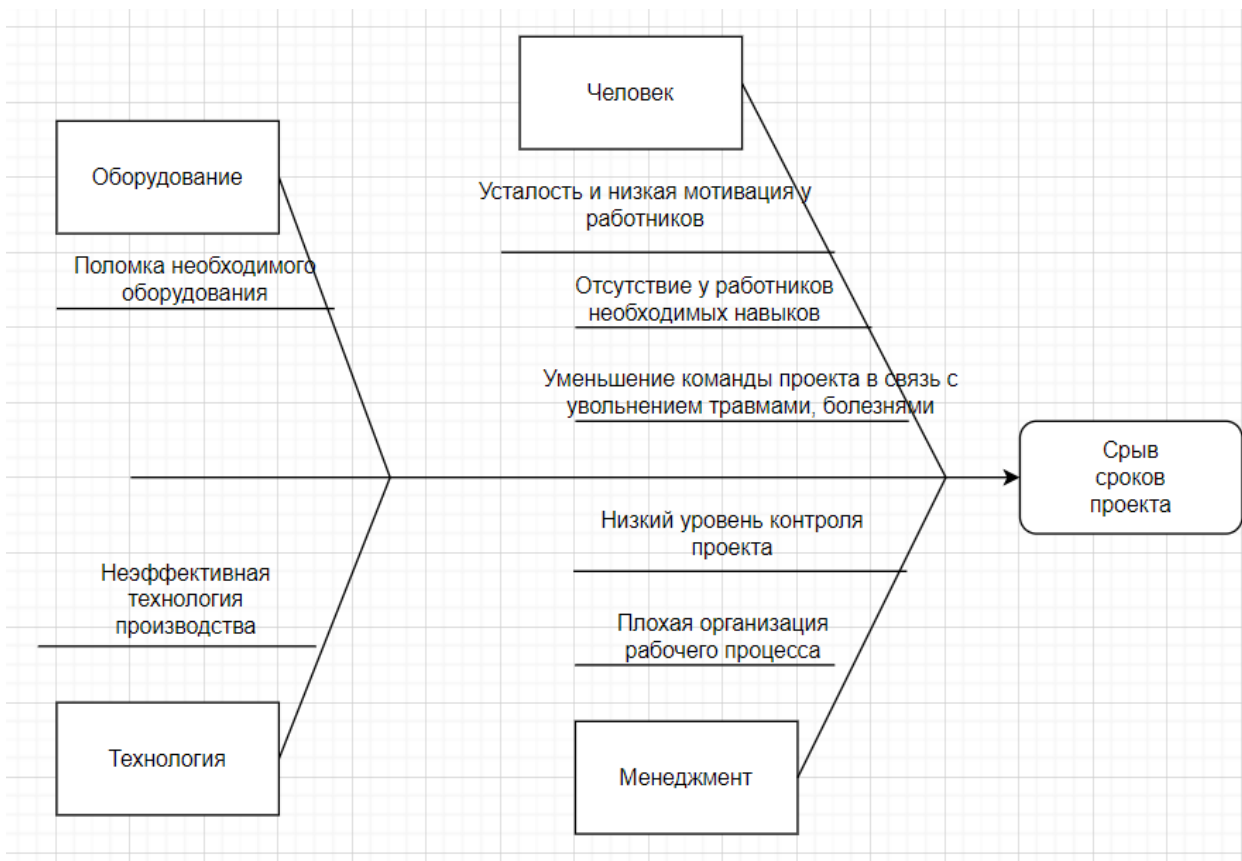 Человек
Оборудование
Усталость и низкая мотивация у
работников
Поломка необходимого
оборудования
Отсутствие у работников
необходимых навыков
Уменьшение команды проекта в связь с
увольнением травмами, болезнями
Срыв
сроков
проекта
Низкий уровень контроля
проекта
Неэффективная
технология
производства
Плохая организация
рабочего процесса
Технология
Менеджмент